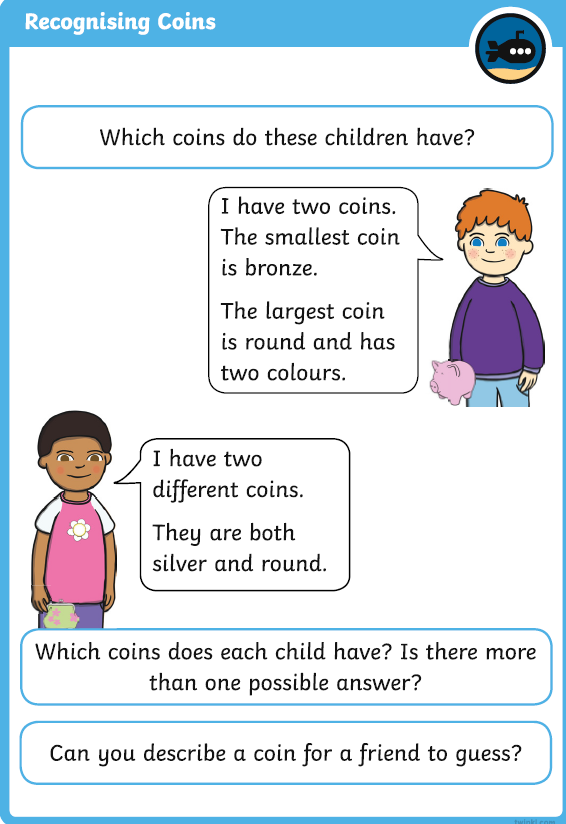 Recognising Coins
Which coins do these children have?
I have two coins.
The smallest coin
is bronze.
The largest coin
is round and has
two colours.
I have two
different coins.
They are both
silver and round.
Which coins does each child have? Is there more
than one possible answer?
Can you describe a coin for a friend to guess?
twinkl.com